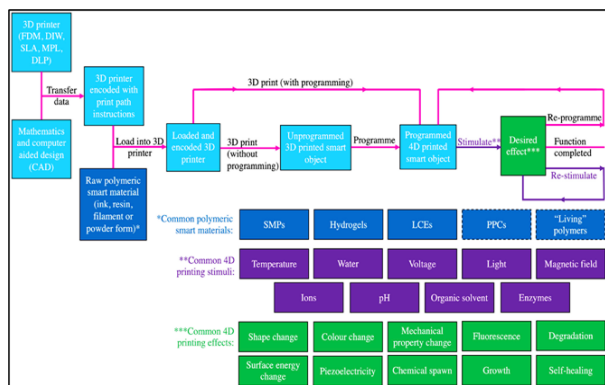 3D printer
(FDM, DIW,
SLA, MPL,
DLP)
Transfer
data
Mathematics
and computer
aided design
(CAD)
3D printer
encoded with
print path
instructions
Load into 3D
printer
Raw polymeric
smart material
(ink, resin,
filament or
powder form)*
3D print (with programming)
Loaded and
encoded 3D
printer
3D print
(without
programming)
Unprogrammed
3D printed smart
object
Programme
Programmed
4D printed
smart object
Stimulate**
Desired
effect***
Re-programme
Function
completed
Re-stimulate
*Common polymeric
smart materials:
SMPs
Hydrogels
LCEs
PPCs
"Living"
polymers
**Common 4D
printing stimuli:
Temperature
Water
Voltage
Light
Magnetic field
Ions
pH
Organic solvent
Enzymes
***Common 4D
printing effects:
Shape change
Colour change
Mechanical
property change
Fluorescence
Degradation
Surface energy
change
Piezoelectricity
Chemical spawn
Growth
Self-healing